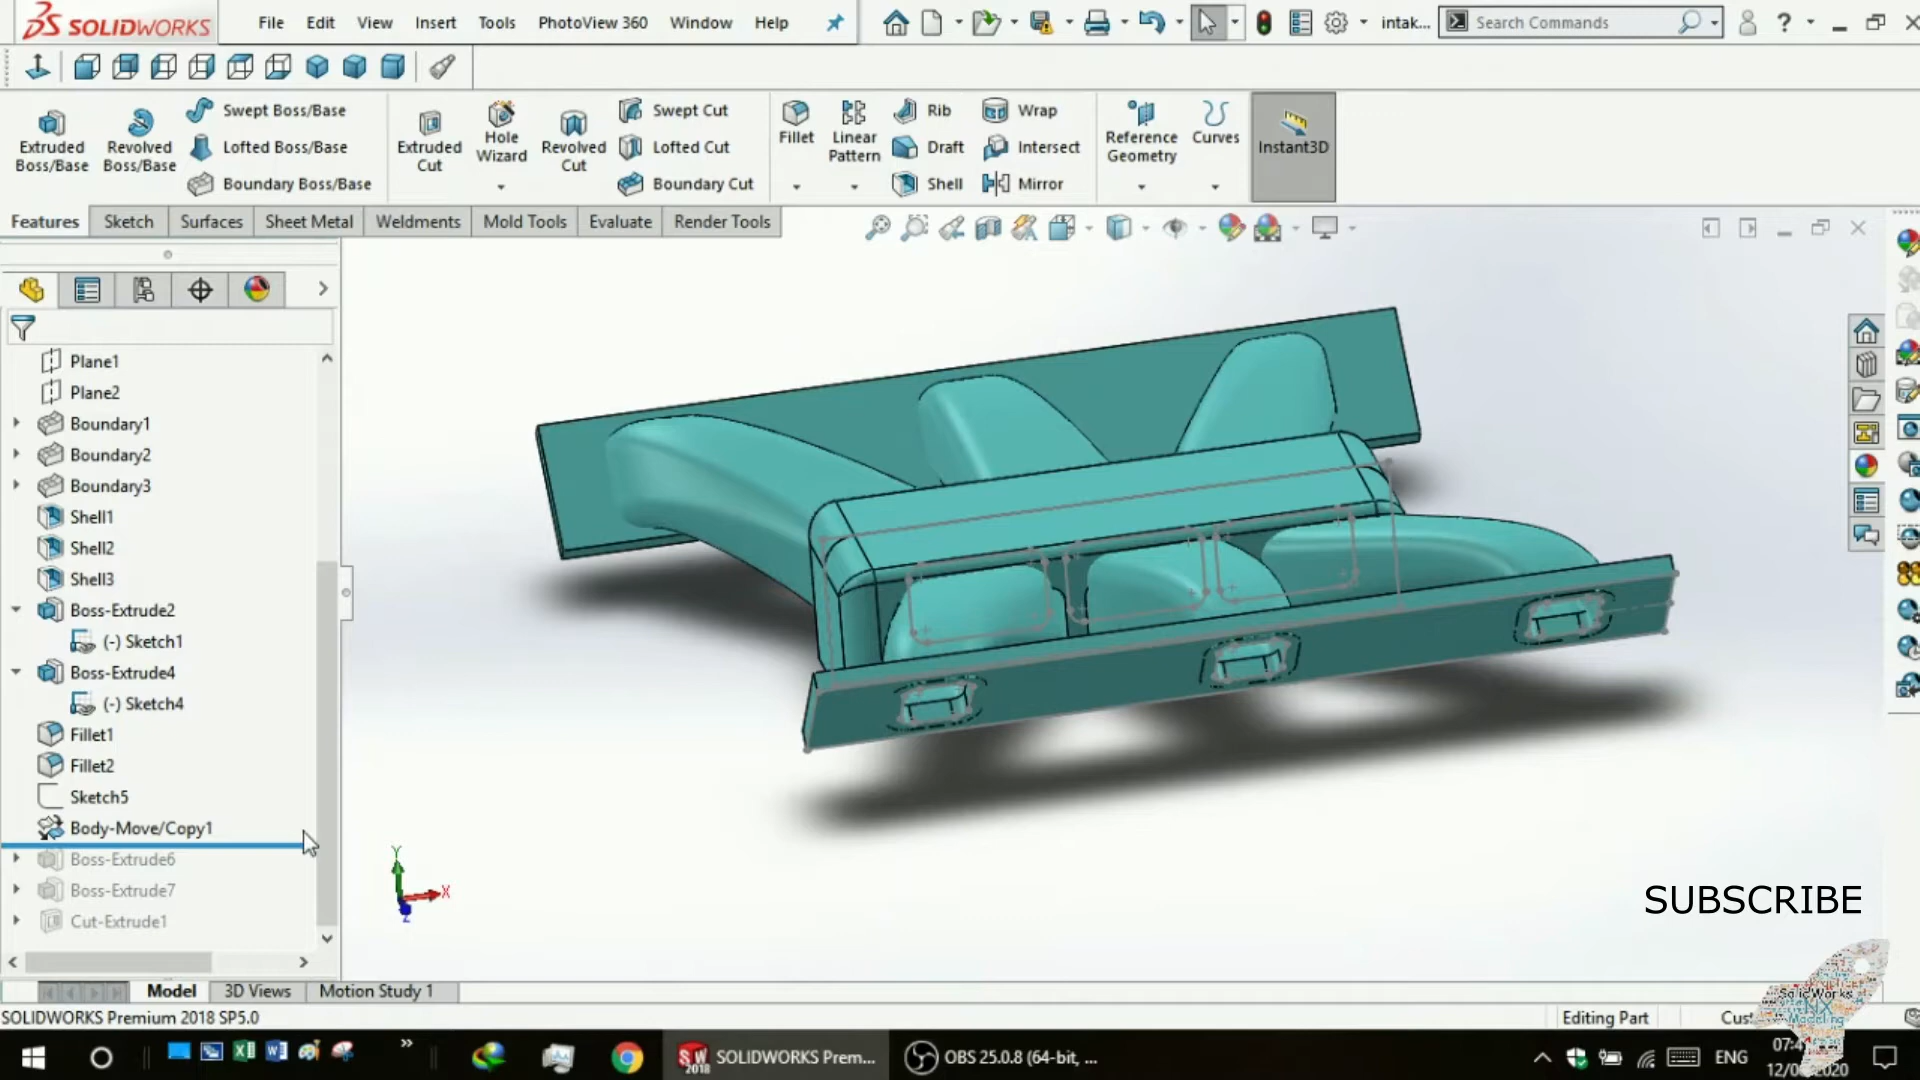 SOLIDWORKS
File Edit View Insert Tools PhotoView 360 Window Help
intak...
Search Commands
Extruded Boss/Base
Revolved Boss/Base
Swept Boss/Base
Lofted Boss/Base
Boundary Boss/Base
Extruded Cut
Hole Wizard
Revolved Cut
Swept Cut
Lofted Cut
Boundary Cut
Fillet
Linear Pattern
Rib
Draft
Shell
Wrap
Intersect
Mirror
Reference Geometry
Curves
Instant3D
Features Sketch Surfaces Sheet Metal Weldments Mold Tools Evaluate Render Tools
Plane1
Plane2
Boundary1
Boundary2
Boundary3
Shell1
Shell2
Shell3
Boss-Extrude2
(-) Sketch1
Boss-Extrude4
(-) Sketch4
Fillet1
Fillet2
Sketch5
Body-Move/Copy1
Boss-Extrude6
Boss-Extrude7
Cut-Extrude1
Y
X
Z
SUBSCRIBE
SolidWorks
NX
Modeling
Model 3D Views Motion Study 1
SOLIDWORKS Premium 2018 SP5.0
Editing Part
SOLIDWORKS Prem...
OBS 25.0.8 (64-bit, ...
ENG